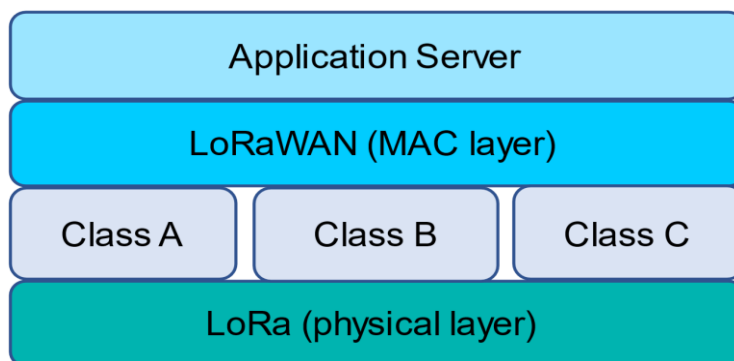 Application Server
LoRaWAN (MAC layer)
Class A
Class B
Class C
LoRa (physical layer)